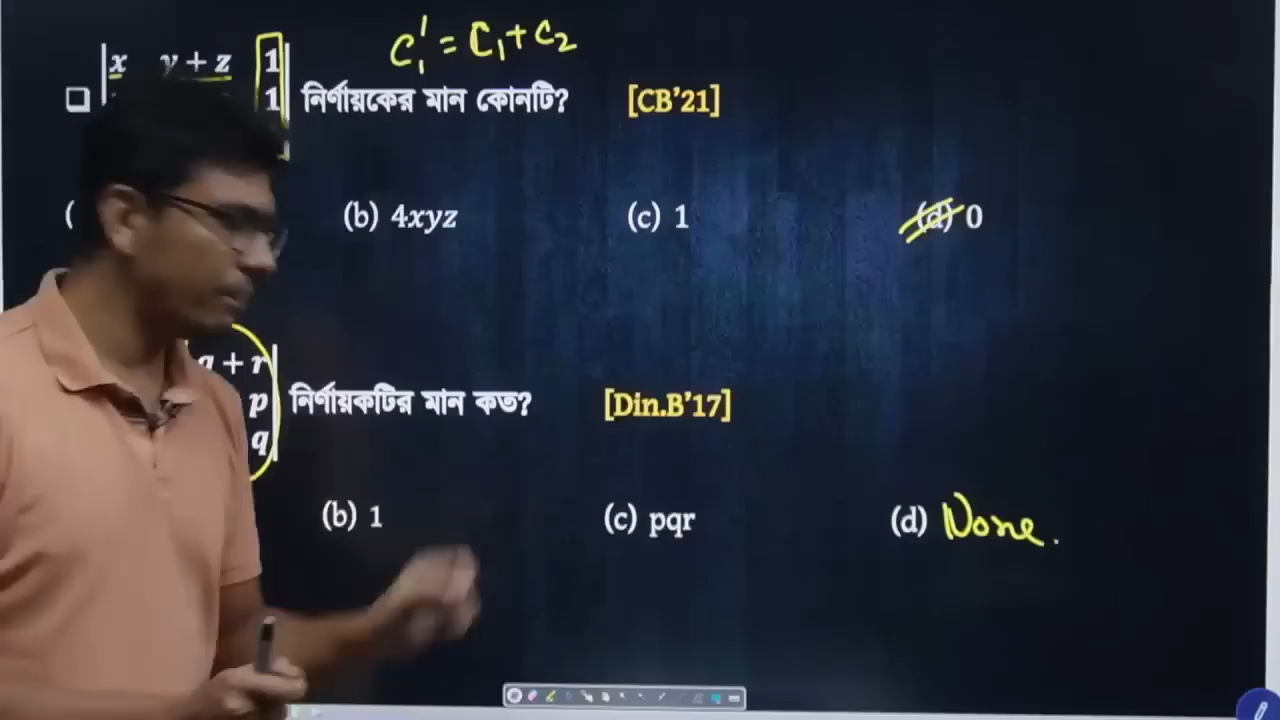 C₁′ = C₁ + C₂
x y + z 1
1 নির্ণায়কের মান কোনটি? [CB’21]
( (b) 4xyz (c) 1 (d) 0
q + r
p নির্ণায়কটির মান কত? [Din.B’17]
q
(b) 1 (c) pqr (d) None.